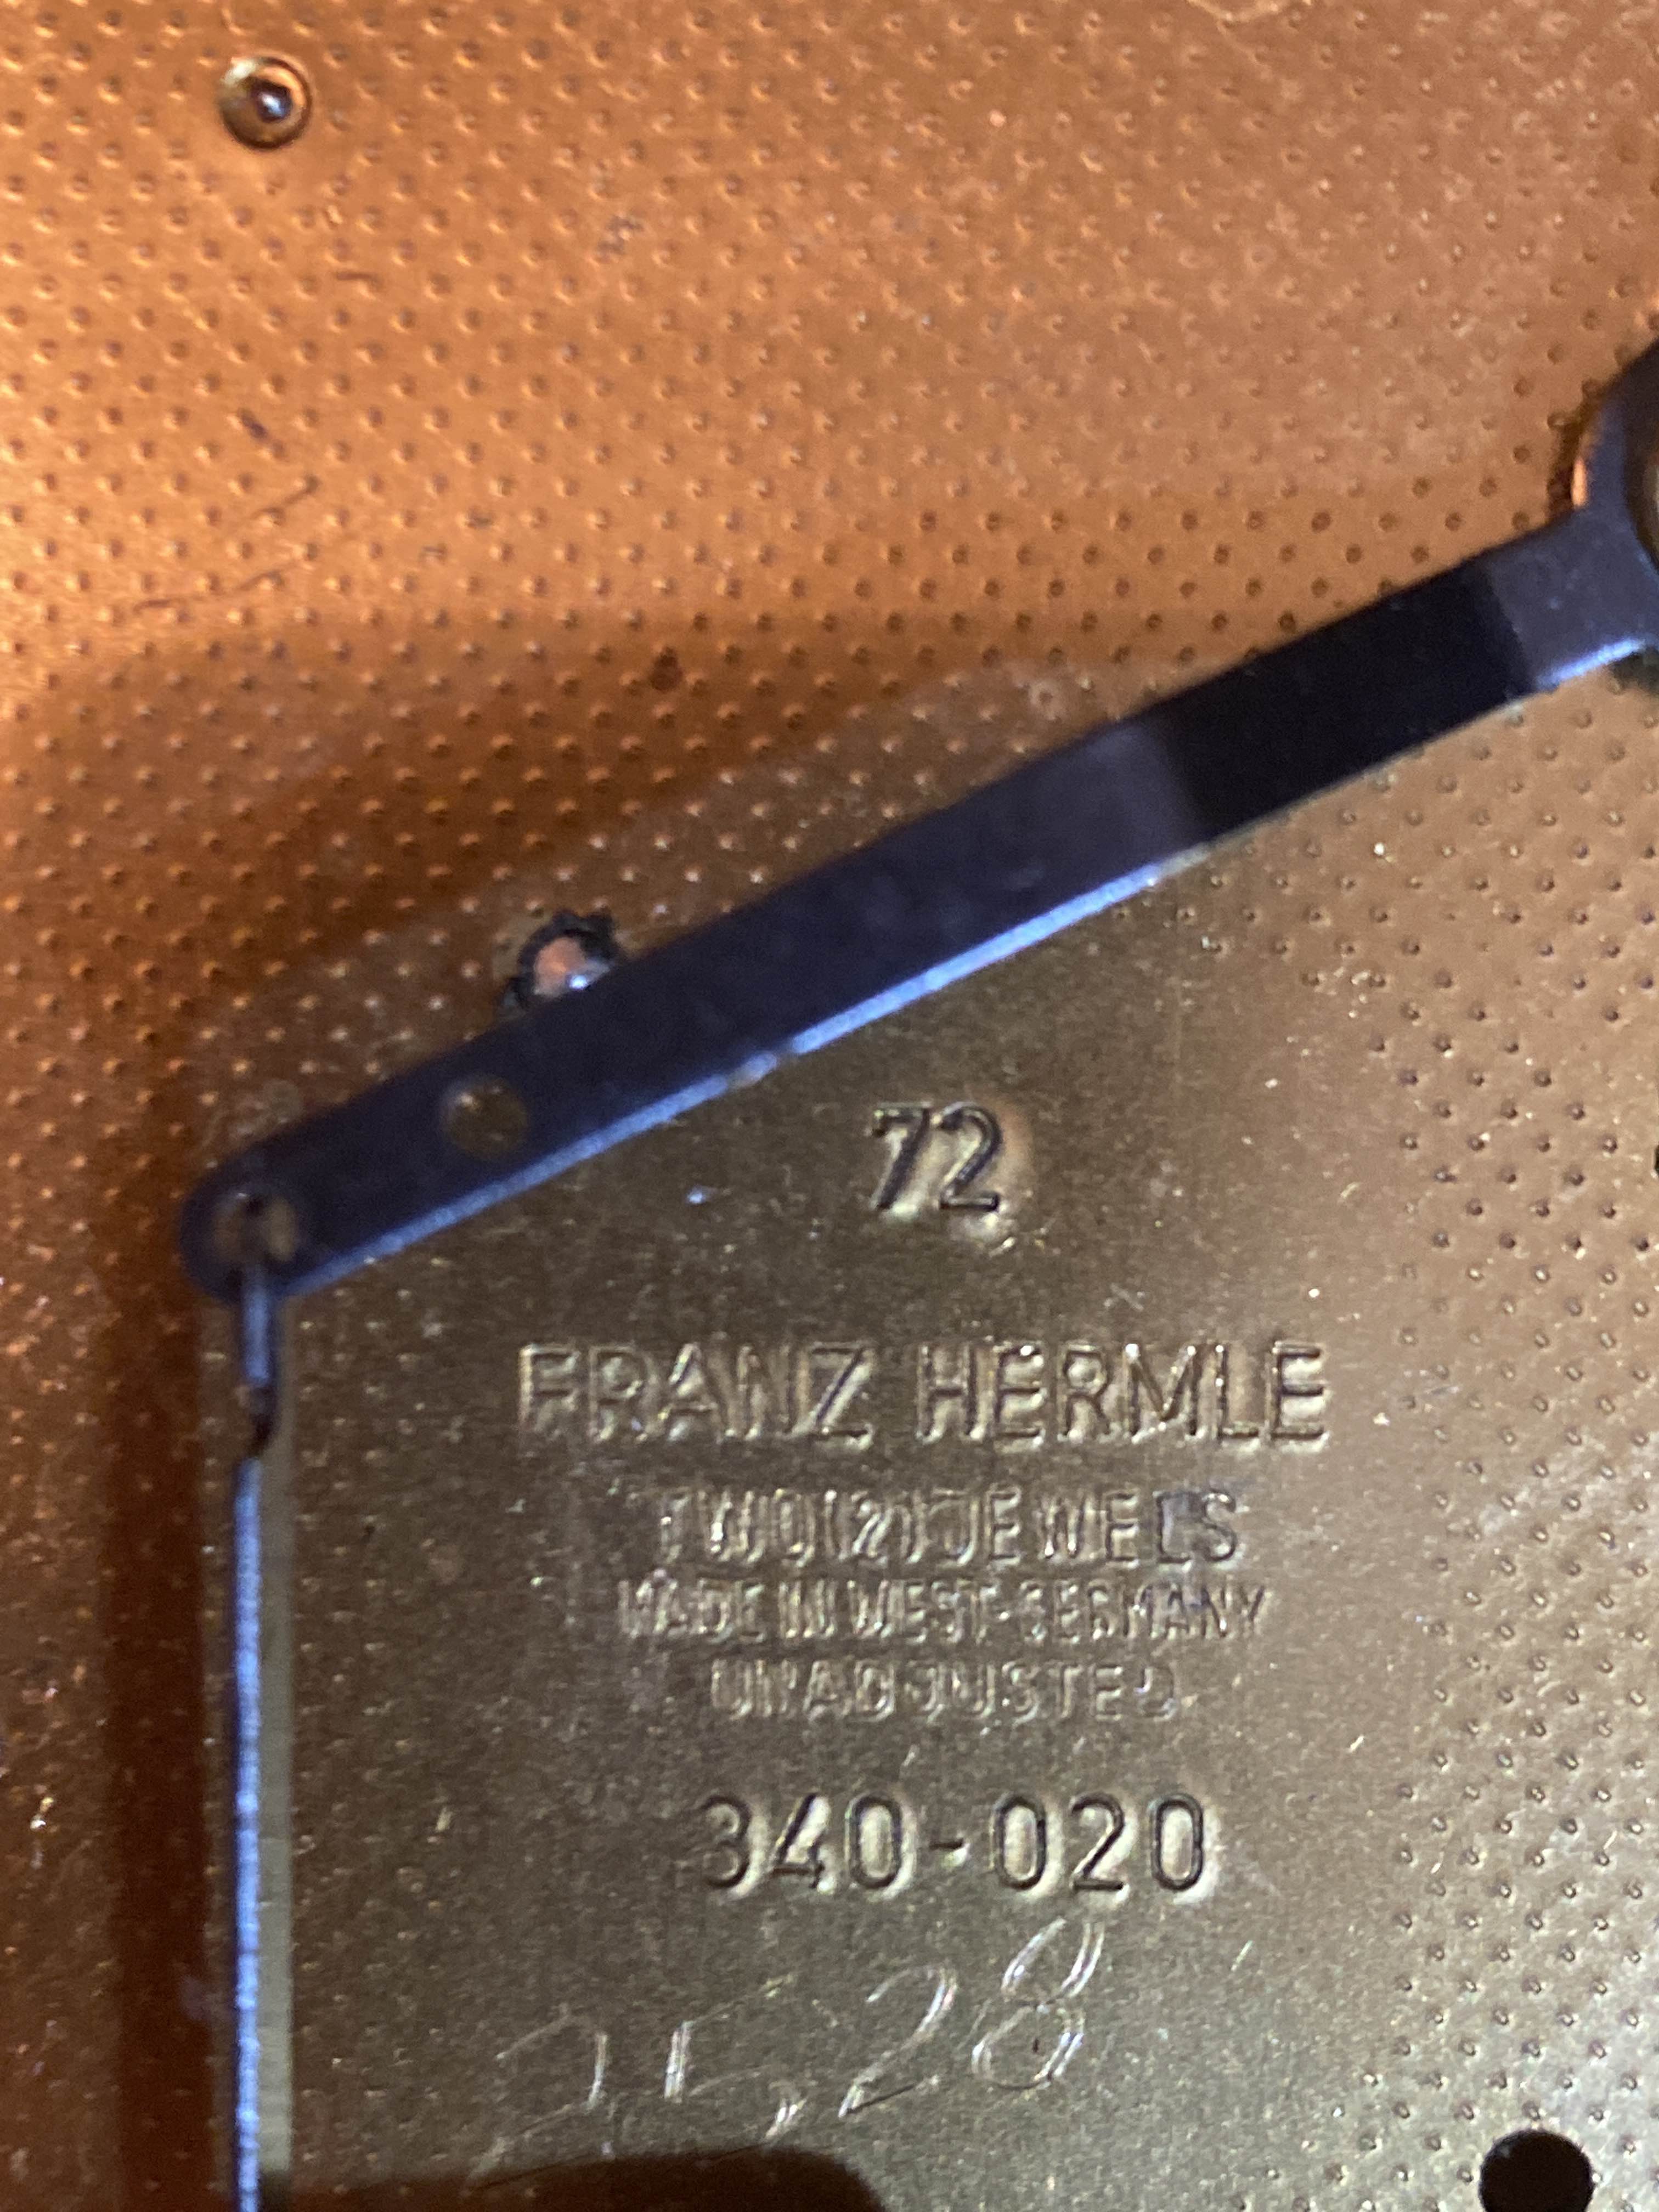 72
FRANZ HERMLE
TWO (2) JEWELS
MADE IN WEST-GERMANY
UNADJUSTED
340-020